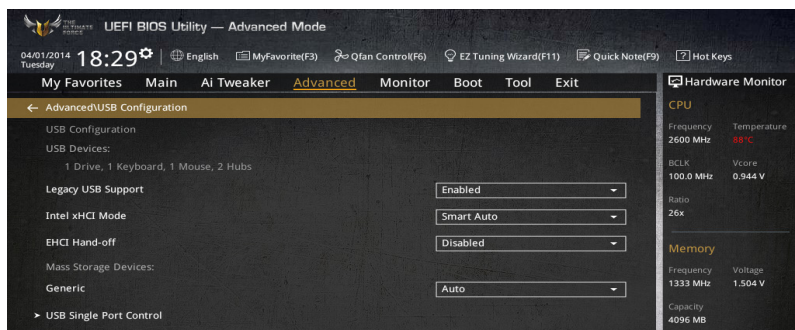 THE ULTIMATE FORCE
UEFI BIOS Utility — Advanced Mode
04/01/2014 Tuesday 18:29
English
MyFavorite(F3)
Qfan Control(F6)
EZ Tuning Wizard(F11)
Quick Note(F9)
? Hot Keys
My Favorites Main Ai Tweaker Advanced Monitor Boot Tool Exit
← Advanced\USB Configuration
USB Configuration
USB Devices:
1 Drive, 1 Keyboard, 1 Mouse, 2 Hubs
Legacy USB Support Enabled
Intel xHCI Mode Smart Auto
EHCI Hand-off Disabled
Mass Storage Devices:
Generic Auto
➤ USB Single Port Control
Hardware Monitor
CPU
Frequency Temperature
2600 MHz 88°C
BCLK Vcore
100.0 MHz 0.944 V
Ratio
26x
Memory
Frequency Voltage
1333 MHz 1.504 V
Capacity
4096 MB